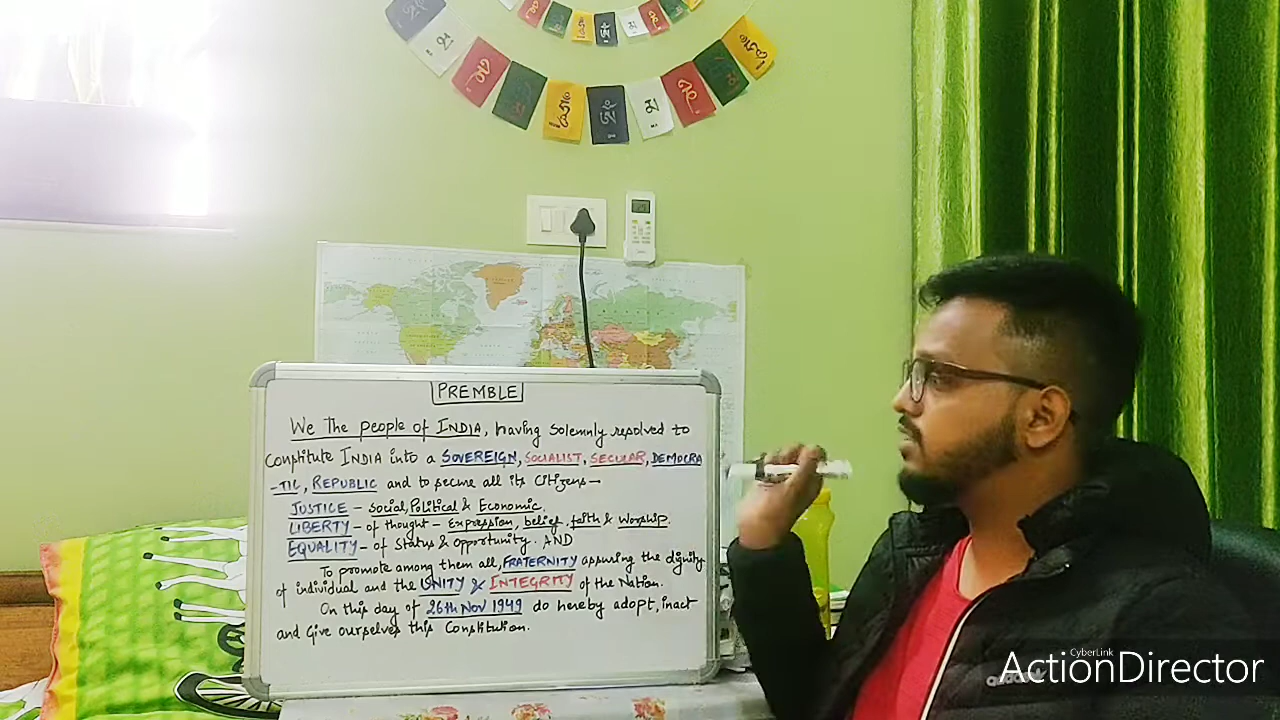 PREMBLE
We The people of INDIA, having solemnly resolved to
Constitute INDIA into a SOVEREIGN, SOCIALIST, SECULAR, DEMOCRA
-TIC, REPUBLIC and to secure all its Citizens →
JUSTICE - Social, Political & Economic.
LIBERTY - of thought - Expression, belief, faith & Worship.
EQUALITY - of Status & opportunity. AND
To promote among them all, FRATERNITY assuring the dignity
of individual and the UNITY & INTEGRITY of the Nation.
On this day of 26th Nov 1949 do hereby adopt, inact
and Give ourselves this Constitution.
CyberLink
ActionDirector